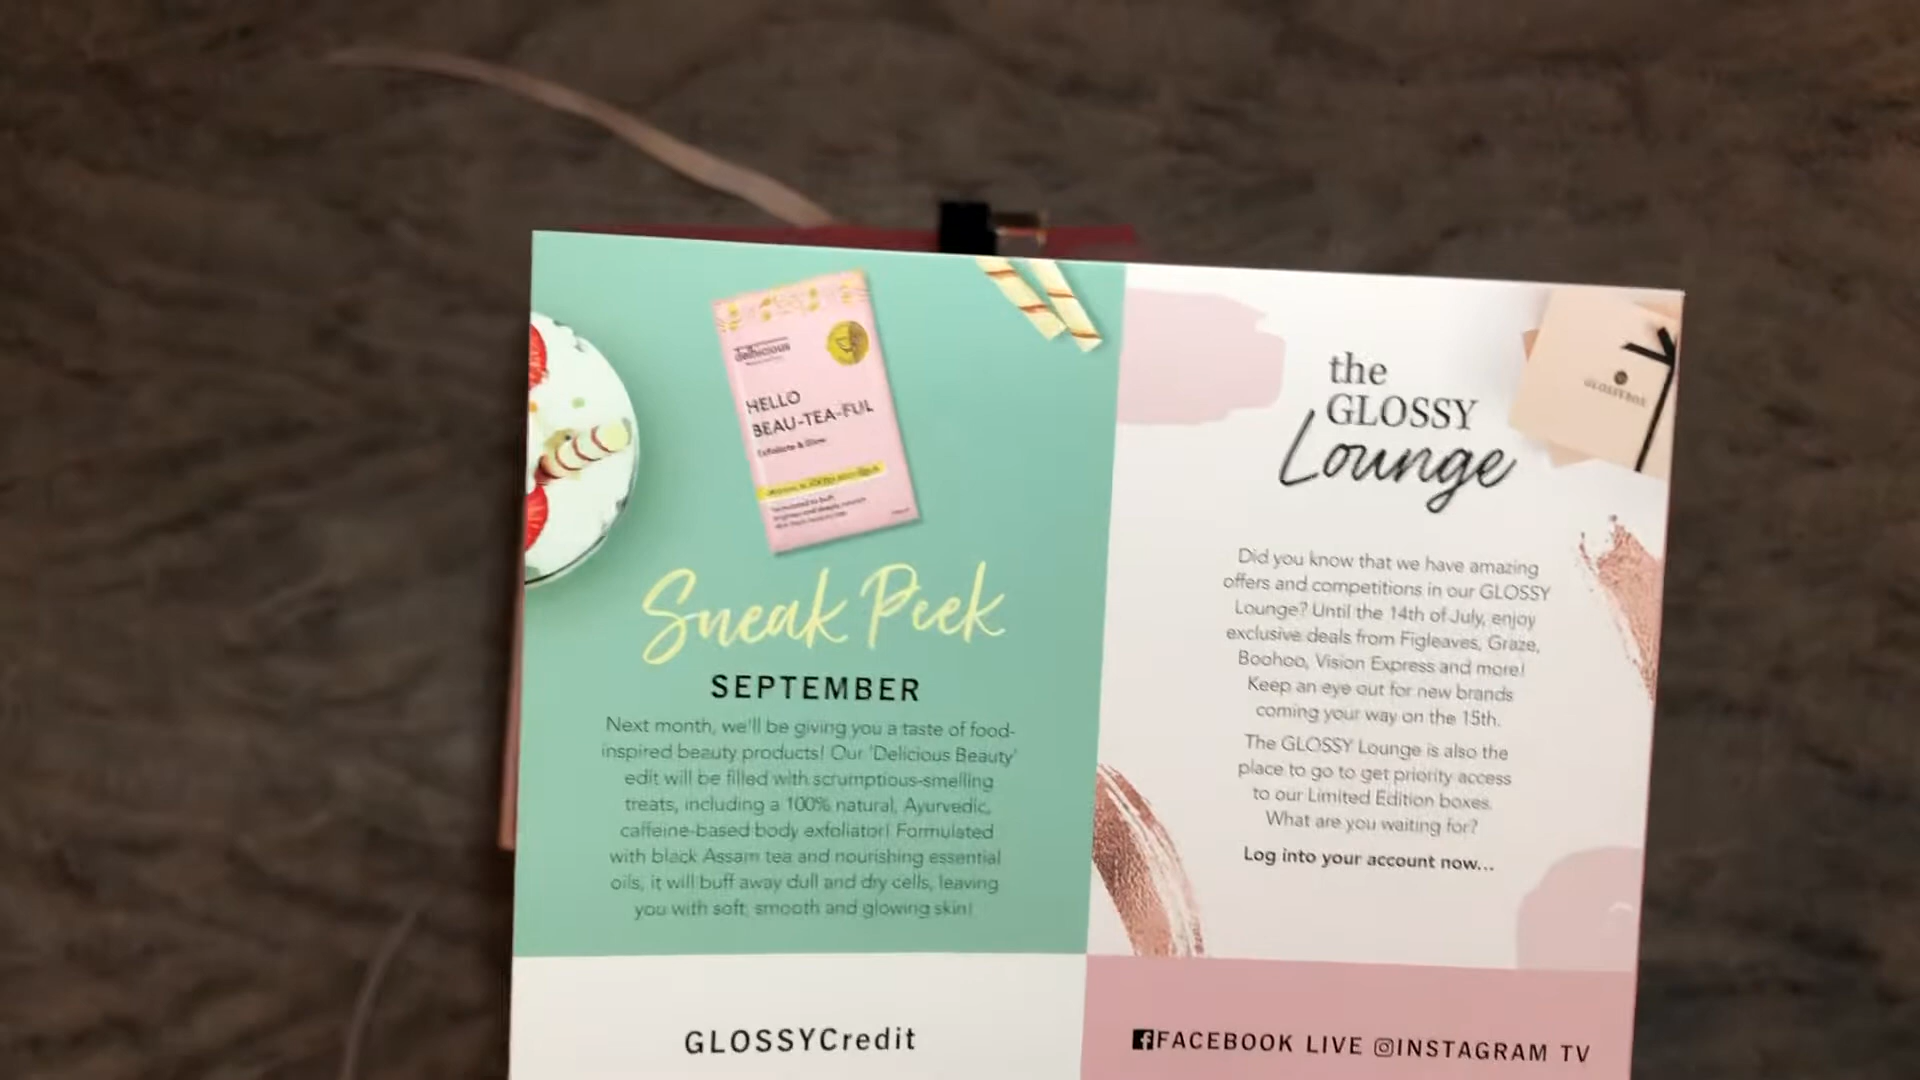 delhicious
HELLO
BEAU-TEA-FUL
Exfoliate & Glow
Sneak Peek
SEPTEMBER
Next month, we'll be giving you a taste of food-
inspired beauty products! Our 'Delicious Beauty'
edit will be filled with scrumptious-smelling
treats, including a 100% natural, Ayurvedic,
caffeine-based body exfoliator! Formulated
with black Assam tea and nourishing essential
oils, it will buff away dull and dry cells, leaving
you with soft, smooth and glowing skin!
GLOSSYCredit
GLOSSYBOX
the
GLOSSY
Lounge
Did you know that we have amazing
offers and competitions in our GLOSSY
Lounge? Until the 14th of July, enjoy
exclusive deals from Figleaves, Graze,
Boohoo, Vision Express and more!
Keep an eye out for new brands
coming your way on the 15th.
The GLOSSY Lounge is also the
place to go to get priority access
to our Limited Edition boxes.
What are you waiting for?
Log into your account now...
FACEBOOK LIVE INSTAGRAM TV